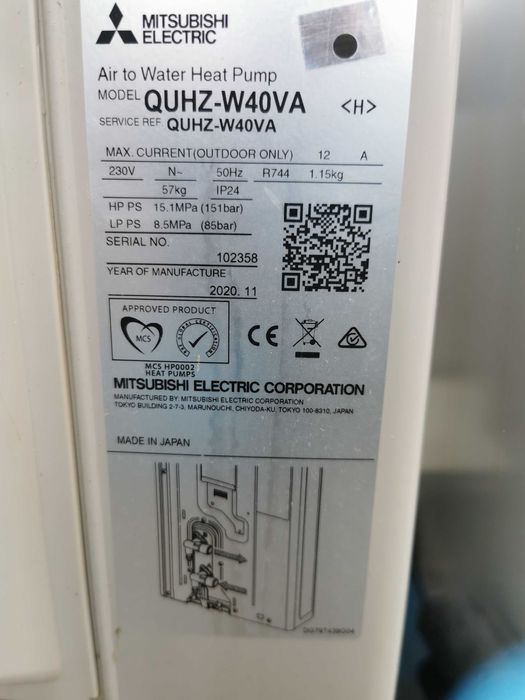 MITSUBISHI
ELECTRIC
Air to Water Heat Pump
MODEL QUHZ-W40VA <H>
SERVICE REF QUHZ-W40VA
MAX. CURRENT(OUTDOOR ONLY) 12 A
230V N~ 50Hz R744 1.15kg
57kg IP24
HP PS 15.1MPa (151bar)
LP PS 8.5MPa (85bar)
SERIAL NO.
102358
YEAR OF MANUFACTURE
2020. 11
APPROVED PRODUCT
MCS
MCS HP0002
HEAT PUMPS
CE
MITSUBISHI ELECTRIC CORPORATION
MANUFACTURED BY: MITSUBISHI ELECTRIC CORPORATION
TOKYO BUILDING 2-7-3, MARUNOUCHI, CHIYODA-KU, TOKYO 100-8310, JAPAN
MADE IN JAPAN